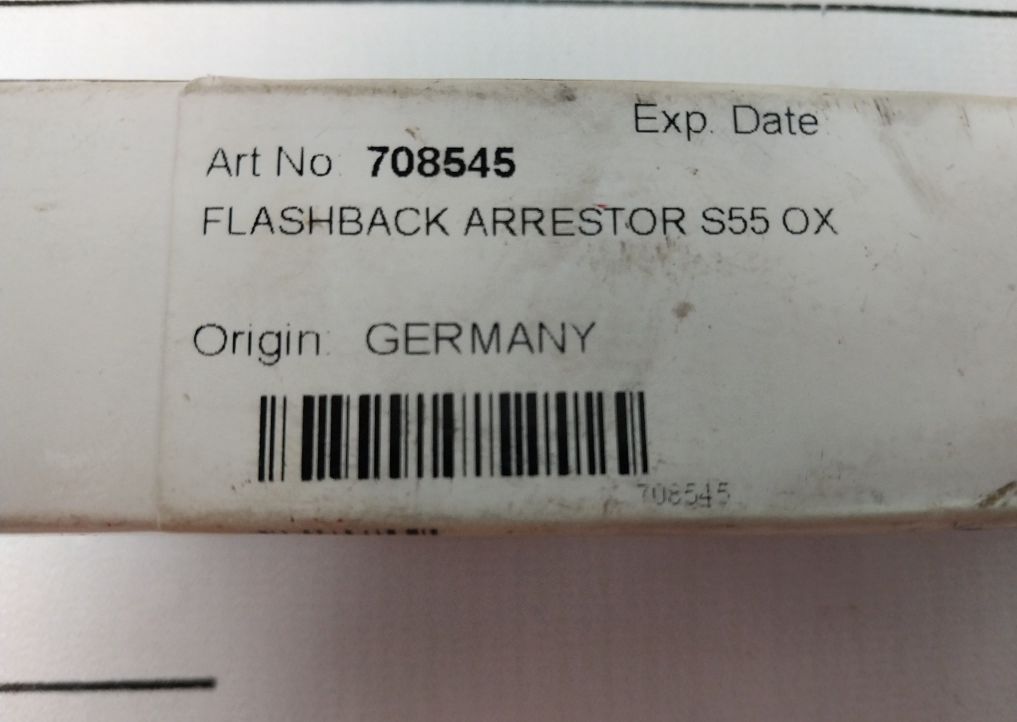 Exp. Date
Art No. 708545
FLASHBACK ARRESTOR S55 OX
Origin: GERMANY
708545